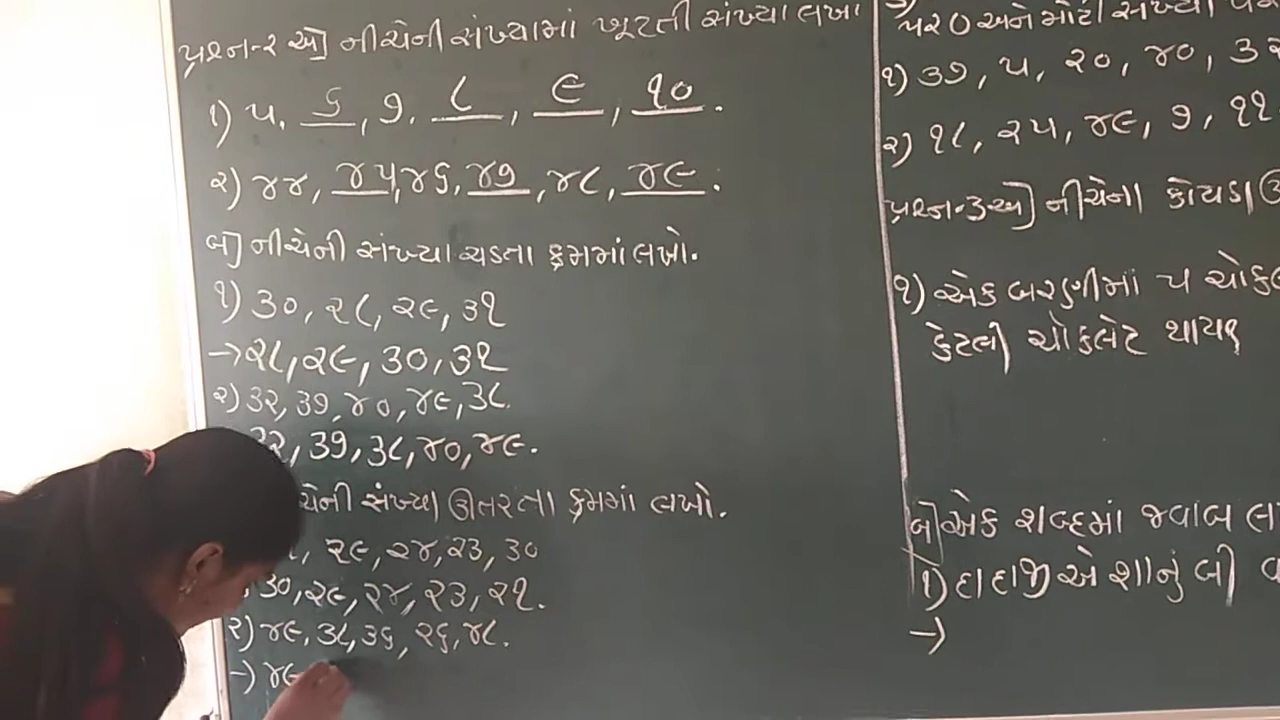 પ્રશ્ન-૨ અ] નીચેની સંખ્યામાં ખૂટતી સંખ્યા લખો
૧) ૫, ૬, ૭, ૮, ૯, ૧૦.
૨) ૪૪, ૪૫, ૪૬, ૪૭, ૪૮, ૪૯.
બ] નીચેની સંખ્યા ચડતા ક્રમમાં લખો.
૧) ૩૦, ૨૮, ૨૯, ૩૧
→ ૨૮, ૨૯, ૩૦, ૩૧
૨) ૩૨, ૩૭, ૪૦, ૪૯, ૩૮.
૩૨, ૩૭, ૩૮, ૪૦, ૪૯.
સંખ્યા ઊતરતા ક્રમમાં લખો.
, ૨૯, ૨૪, ૨૩, ૩૦
૩૦, ૨૯, ૨૪, ૨૩, ૨૧.
૨) ૪૯, ૩૮, ૩૬, ૨૬, ૪૮.
→ ૪૯
૫૨૦ અને મોટી સંખ્યા
૧) ૩૭, ૫, ૨૦, ૪૦, ૩૨
૨) ૧૮, ૨૫, ૪૯, ૭, ૧૧
પ્રશ્ન-૩ અ] નીચેના કોયડા
૧) એક બરણીમાં ૫
કેટલી ચોકલેટ થાય?
બ] એક શબ્દમાં જવાબ
૧) દાદાજીએ શાનું બી
→